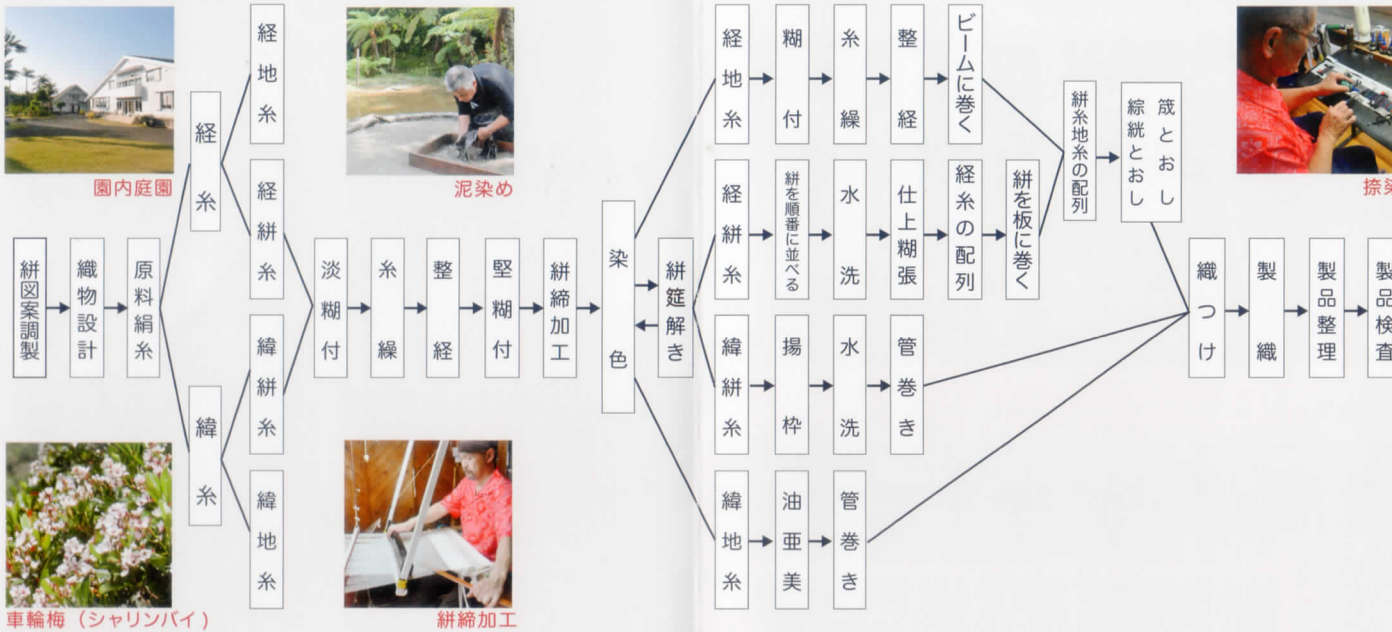 園内庭園
泥染め
捺染
絣図案調製
織物設計
原料絹糸
経糸
緯糸
経地糸
経絣糸
緯絣糸
緯地糸
淡糊付
糸繰
整経
堅糊付
絣締加工
染色
絣筵解き
経地糸
糊付
糸繰
整経
ビームに巻く
経絣糸
絣を順番に並べる
水洗
仕上糊張
経糸の配列
絣を板に巻く
緯絣糸
揚枠
水洗
管巻き
緯地糸
油亜美
管巻き
絣糸地糸の配列
筬とおし
綜絖とおし
織つけ
製織
製品整理
製品検査
車輪梅(シャリンバイ)
絣締加工